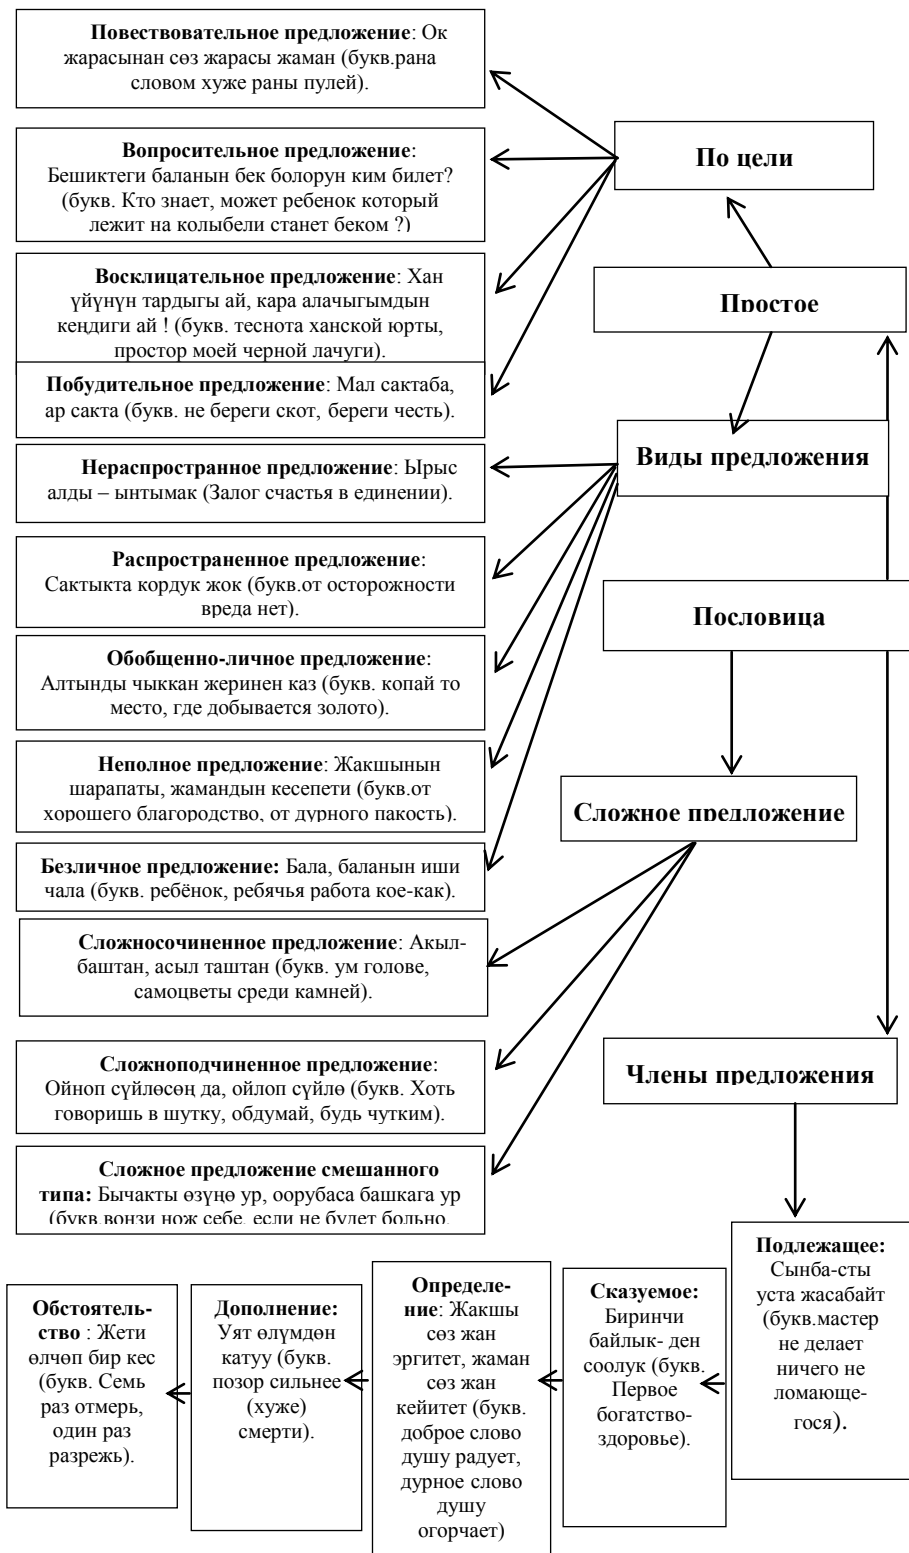 Повествовательное предложение: Ок
жарасынан сөз жарасы жаман (букв.рана
словом хуже раны пулей).
Вопросительное предложение:
Бешиктеги баланын бек болорун ким билет?
(букв. Кто знает, может ребенок который
лежит на колыбели станет беком ?)
Восклицательное предложение: Хан
үйүнүн тардыгы ай, кара алачыгымдын
кеңдиги ай ! (букв. теснота ханской юрты,
простор моей черной лачуги).
Побудительное предложение: Мал сактаба,
ар сакта (букв. не береги скот, береги честь).
Нераспространное предложение: Ырыс
алды – ынтымак (Залог счастья в единении).
Распространенное предложение:
Сактыкта кордук жок (букв.от осторожности
вреда нет).
Обобщенно-личное предложение:
Алтынды чыккан жеринен каз (букв. копай то
место, где добывается золото).
Неполное предложение: Жакшынын
шарапаты, жамандын кесепети (букв.от
хорошего благородство, от дурного пакость).
Безличное предложение: Бала, баланын иши
чала (букв. ребёнок, ребячья работа кое-как).
Сложносочиненное предложение: Акыл-
баштан, асыл таштан (букв. ум голове,
самоцветы среди камней).
Сложноподчиненное предложение:
Ойноп сүйлөсөң да, ойлоп сүйлө (букв. Хоть
говоришь в шутку, обдумай, будь чутким).
Сложное предложение смешанного
типа: Бычакты өзүңө ур, оорубаса башкага ур
(букв.вонзи нож себе, если не будет больно,
По цели
Простое
Виды предложения
Пословица
Сложное предложение
Члены предложения
Подлежащее:
Сынба-сты
уста жасабайт
(букв.мастер
не делает
ничего не
ломающе-
гося).
Сказуемое:
Биринчи
байлык- ден
соолук (букв.
Первое
богатство-
здоровье).
Определе-
ние: Жакшы
сөз жан
эргитет, жаман
сөз жан
кейитет (букв.
доброе слово
душу радует,
дурное слово
душу
огорчает)
Дополнение:
Уят өлүмдөн
катуу (букв.
позор сильнее
(хуже)
смерти).
Обстоятель-
ство : Жети
өлчөп бир кес
(букв. Семь
раз отмерь,
один раз
разрежь).